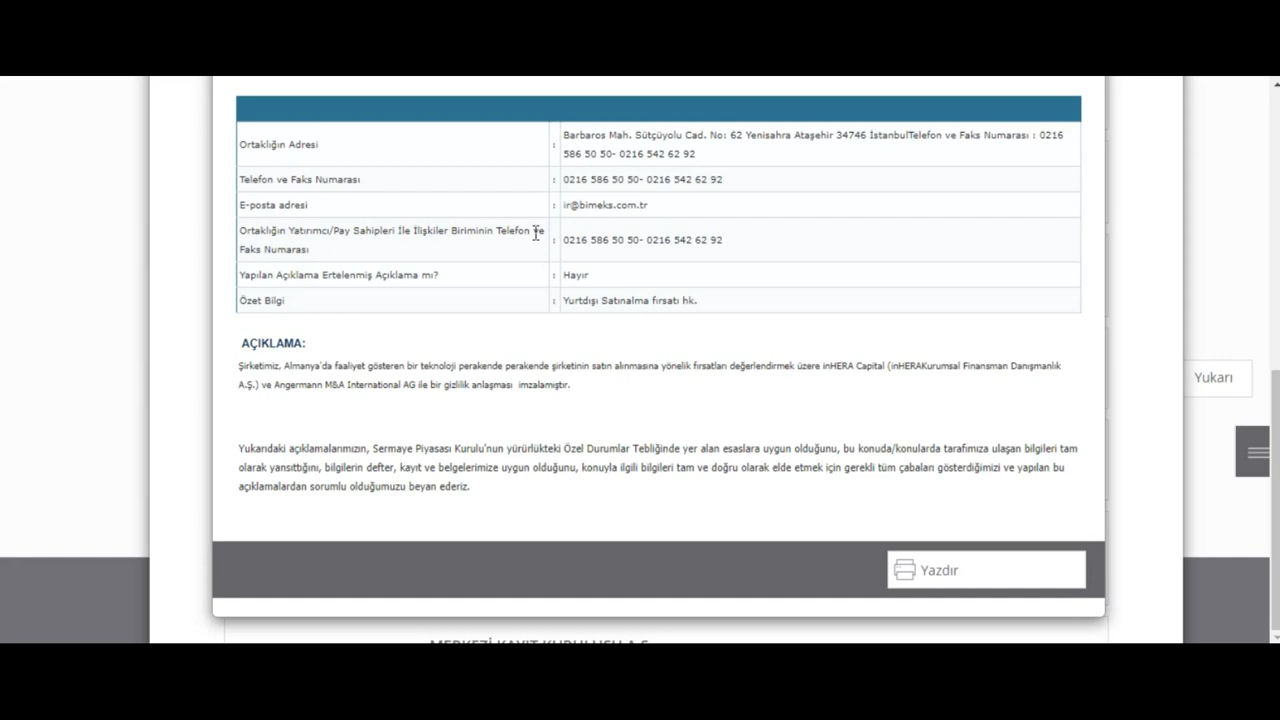 Ortaklığın Adresi : Barbaros Mah. Sütçüyolu Cad. No: 62 Yenisahra Ataşehir 34746 İstanbulTelefon ve Faks Numarası : 0216
586 50 50- 0216 542 62 92
Telefon ve Faks Numarası : 0216 586 50 50- 0216 542 62 92
E-posta adresi : ir@bimeks.com.tr
Ortaklığın Yatırımcı/Pay Sahipleri İle İlişkiler Biriminin Telefon ve
Faks Numarası : 0216 586 50 50- 0216 542 62 92
Yapılan Açıklama Ertelenmiş Açıklama mı? : Hayır
Özet Bilgi : Yurtdışı Satınalma fırsatı hk.
AÇIKLAMA:
Şirketimiz, Almanya'da faaliyet gösteren bir teknoloji perakende perakende şirketinin satın alınmasına yönelik fırsatları değerlendirmek üzere inHERA Capital (inHERAKurumsal Finansman Danışmanlık
A.Ş.) ve Angermann M&A International AG ile bir gizlilik anlaşması imzalamıştır.
Yukarıdaki açıklamalarımızın, Sermaye Piyasası Kurulu'nun yürürlükteki Özel Durumlar Tebliğinde yer alan esaslara uygun olduğunu, bu konuda/konularda tarafımıza ulaşan bilgileri tam
olarak yansıttığını, bilgilerin defter, kayıt ve belgelerimize uygun olduğunu, konuyla ilgili bilgileri tam ve doğru olarak elde etmek için gerekli tüm çabaları gösterdiğimizi ve yapılan bu
açıklamalardan sorumlu olduğumuzu beyan ederiz.
Yukarı
Yazdır
MERKEZİ KAYIT KURULUŞU A.Ş.